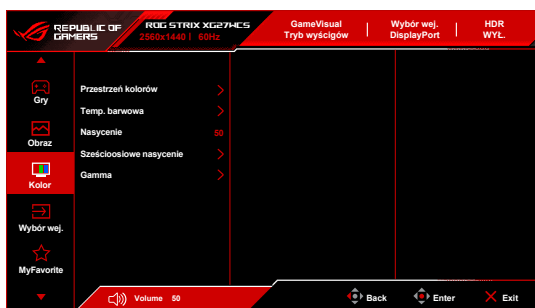 REPUBLIC OF
GAMERS
ROG STRIX XG27WCS
2560x1440 | 60Hz
GameVisual
Tryb wyścigów
Wybór wej.
DisplayPort
HDR
WYŁ.
Gry
Obraz
Kolor
Wybór wej.
MyFavorite
Przestrzeń kolorów
Temp. barwowa
Nasycenie 50
Sześcioosiowe nasycenie
Gamma
Volume 50
Back
Enter
Exit